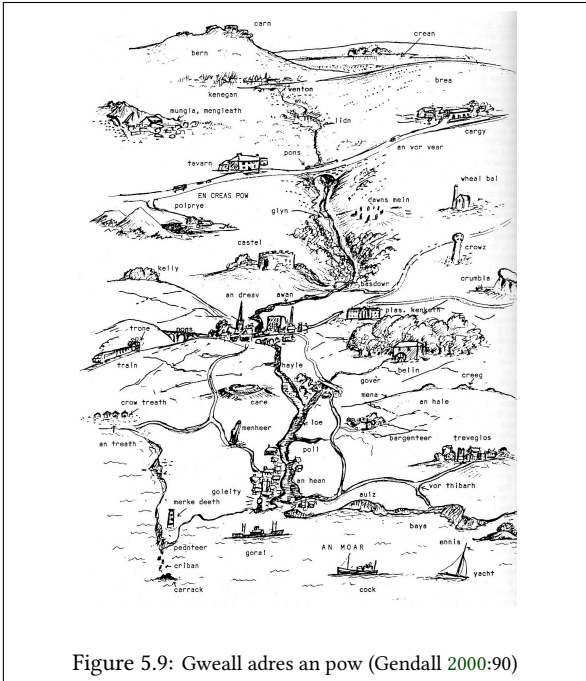 carn
crean
bern
brea
kenegan
ventom
mungla, mengleath
lidn
cargy
pons
an vor vear
tavarn
wheal bal
EN CREAS POW
polprye
glyn
dawns mein
castel
crowz
kelly
basdowr
crumbla
an dreav
awan
plas. kenketh
trone
pons
train
hayle
belin
gover
creeg
mena
crow treath
care
an hale
loe
menheer
bargenteer
treveglos
an treath
poll
an hean
goleity
vor thibarh
aulz
merke deeth
baya
ennis
pednteer
goral
AN MOAR
criban
yacht
carrack
cock
Figure 5.9: Gweall adres an pow (Gendall 2000:90)